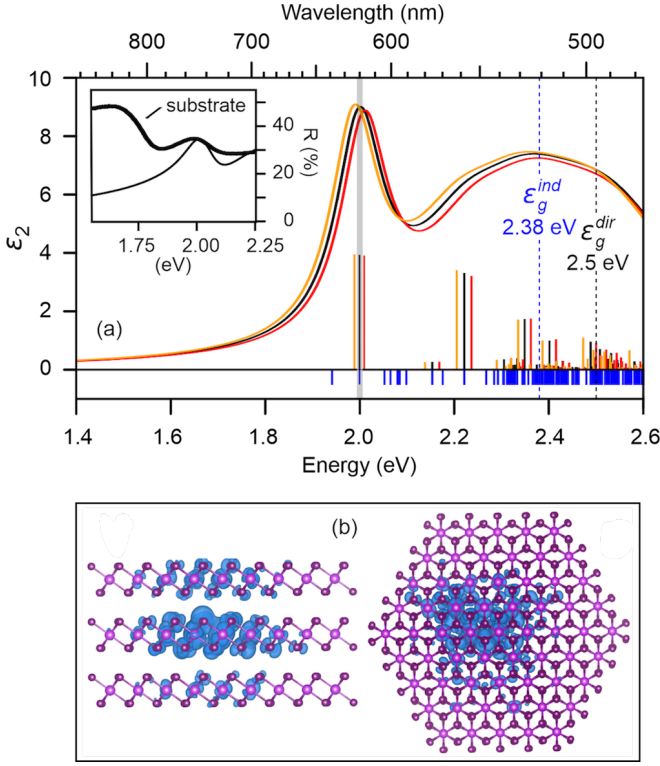 Wavelength (nm)
800 700 600 500
10
8
6
4
2
0
ε₂
substrate
40
30
20
10
0
R (%)
1.75 2.00 2.25
(eV)
ε_g^ind
2.38 eV
ε_g^dir
2.5 eV
(a)
1.4 1.6 1.8 2.0 2.2 2.4 2.6
Energy (eV)
(b)